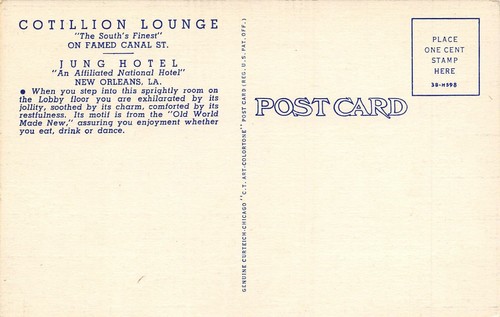 COTILLION LOUNGE
"The South's Finest"
ON FAMED CANAL ST.
JUNG HOTEL
"An Affiliated National Hotel"
NEW ORLEANS, LA.
● When you step into this sprightly room on
the Lobby floor you are exhilarated by its
jollity, soothed by its charm, comforted by its
restfulness. Its motif is from the "Old World
Made New," assuring you enjoyment whether
you eat, drink or dance.
GENUINE CURTEICH-CHICAGO "C.T. ART-COLORTONE" POST CARD (REG. U.S. PAT. OFF.)
POST CARD
PLACE
ONE CENT
STAMP
HERE
3B-H598